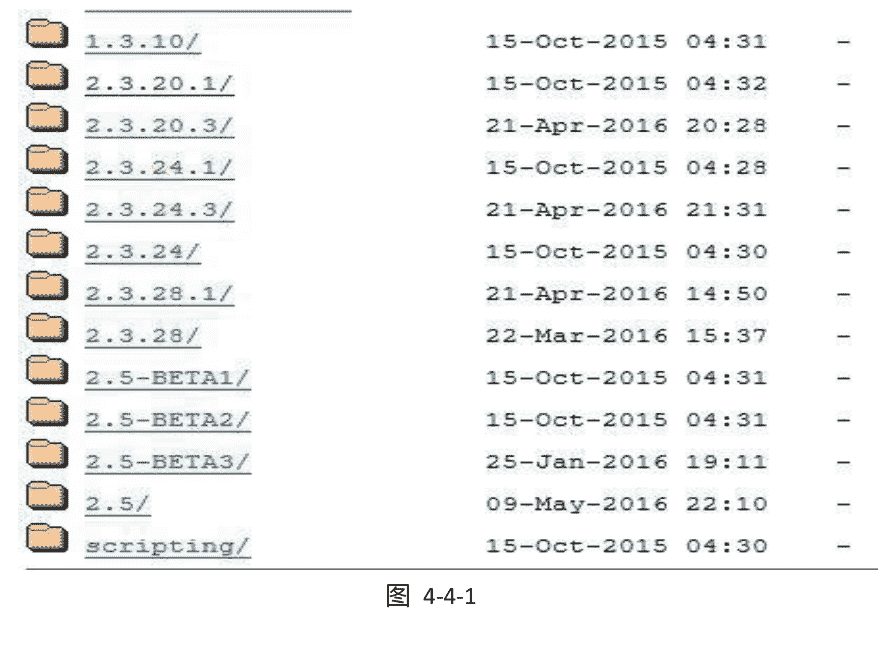 1.3.10/ 15-Oct-2015 04:31 -
2.3.20.1/ 15-Oct-2015 04:32 -
2.3.20.3/ 21-Apr-2016 20:28 -
2.3.24.1/ 15-Oct-2015 04:28 -
2.3.24.3/ 21-Apr-2016 21:31 -
2.3.24/ 15-Oct-2015 04:30 -
2.3.28.1/ 21-Apr-2016 14:50 -
2.3.28/ 22-Mar-2016 15:37 -
2.5-BETA1/ 15-Oct-2015 04:31 -
2.5-BETA2/ 15-Oct-2015 04:31 -
2.5-BETA3/ 25-Jan-2016 19:11 -
2.5/ 09-May-2016 22:10 -
scripting/ 15-Oct-2015 04:30 -
图 4-4-1